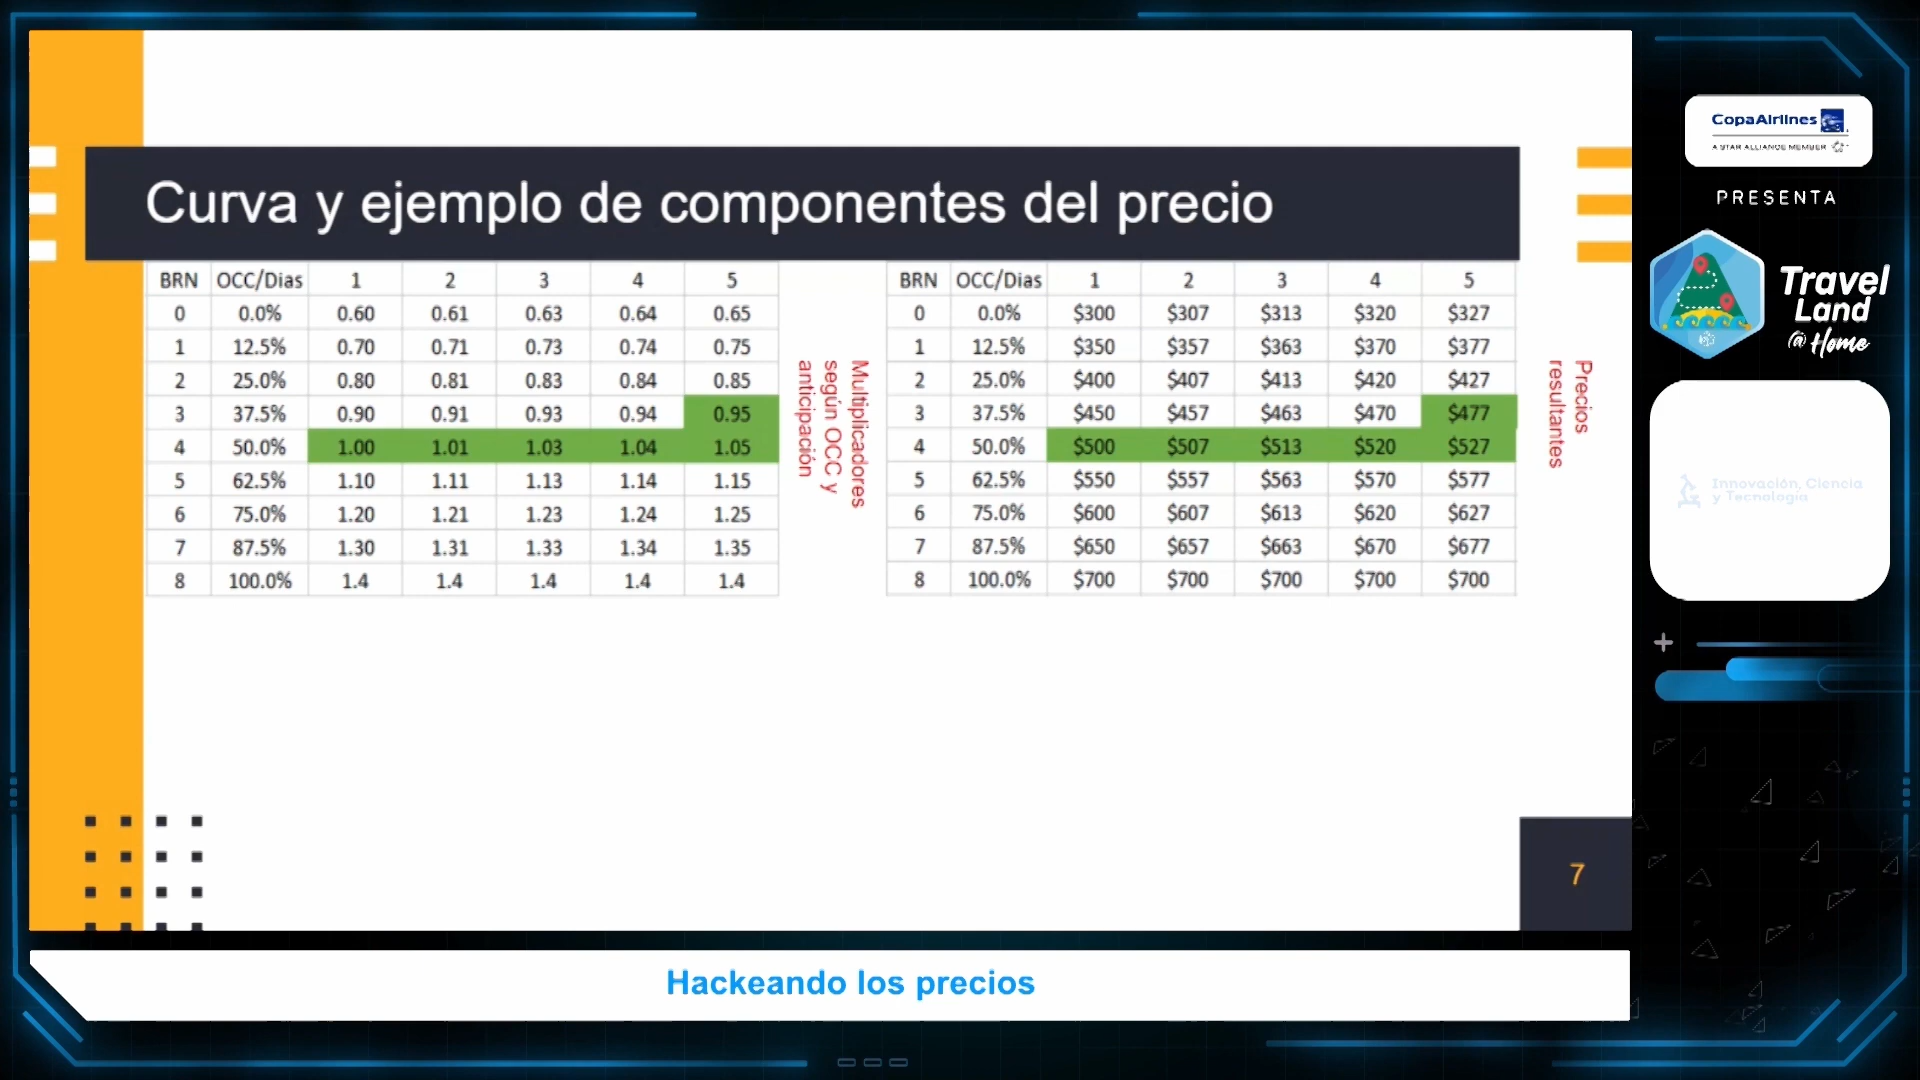 Curva y ejemplo de componentes del precio
BRN OCC/Dias 1 2 3 4 5
0 0.0% 0.60 0.61 0.63 0.64 0.65
1 12.5% 0.70 0.71 0.73 0.74 0.75
2 25.0% 0.80 0.81 0.83 0.84 0.85
3 37.5% 0.90 0.91 0.93 0.94 0.95
4 50.0% 1.00 1.01 1.03 1.04 1.05
5 62.5% 1.10 1.11 1.13 1.14 1.15
6 75.0% 1.20 1.21 1.23 1.24 1.25
7 87.5% 1.30 1.31 1.33 1.34 1.35
8 100.0% 1.4 1.4 1.4 1.4 1.4
Multiplicadores
según OCC y
anticipación
BRN OCC/Dias 1 2 3 4 5
0 0.0% $300 $307 $313 $320 $327
1 12.5% $350 $357 $363 $370 $377
2 25.0% $400 $407 $413 $420 $427
3 37.5% $450 $457 $463 $470 $477
4 50.0% $500 $507 $513 $520 $527
5 62.5% $550 $557 $563 $570 $577
6 75.0% $600 $607 $613 $620 $627
7 87.5% $650 $657 $663 $670 $677
8 100.0% $700 $700 $700 $700 $700
Precios
resultantes
7
Hackeando los precios
CopaAirlines
A STAR ALLIANCE MEMBER
PRESENTA
Travel
Land
@Home
Innovación, Ciencia
y Tecnología